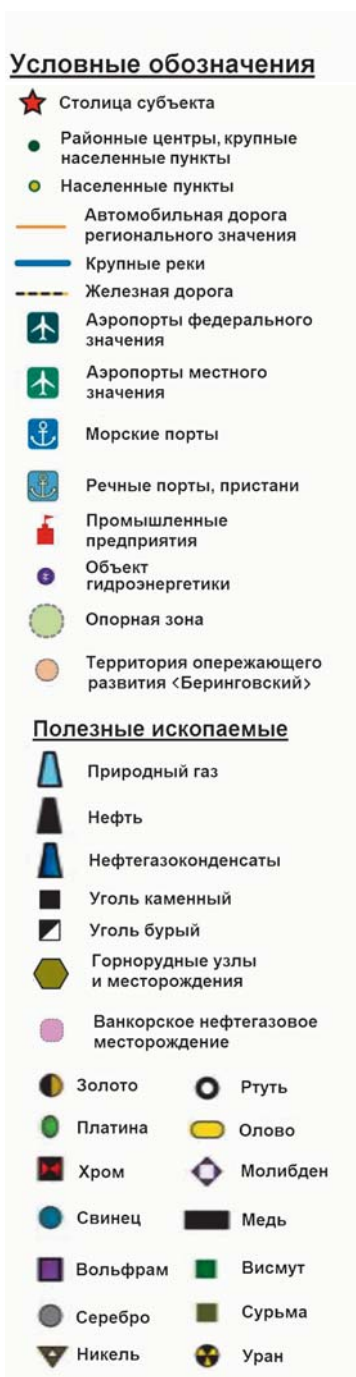 Условные обозначения
Столица субъекта
Районные центры, крупные
населенные пункты
Населенные пункты
Автомобильная дорога
регионального значения
Крупные реки
Железная дорога
Аэропорты федерального
значения
Аэропорты местного
значения
Морские порты
Речные порты, пристани
Промышленные
предприятия
Объект
гидроэнергетики
Опорная зона
Территория опережающего
развития <Беринговский>
Полезные ископаемые
Природный газ
Нефть
Нефтегазоконденсаты
Уголь каменный
Уголь бурый
Горнорудные узлы
и месторождения
Ванкорское нефтегазовое
месторождение
Золото Ртуть
Платина Олово
Хром Молибден
Свинец Медь
Вольфрам Висмут
Серебро Сурьма
Никель Уран